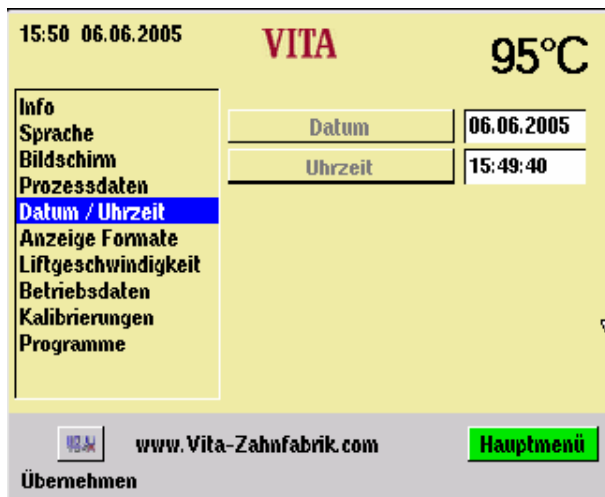 15:50 06.06.2005
VITA
95°C
Info
Sprache
Bildschirm
Prozessdaten
Datum / Uhrzeit
Anzeige Formate
Liftgeschwindigkeit
Betriebsdaten
Kalibrierungen
Programme
Datum 06.06.2005
Uhrzeit 15:49:40
www.Vita-Zahnfabrik.com
Hauptmenü
Übernehmen